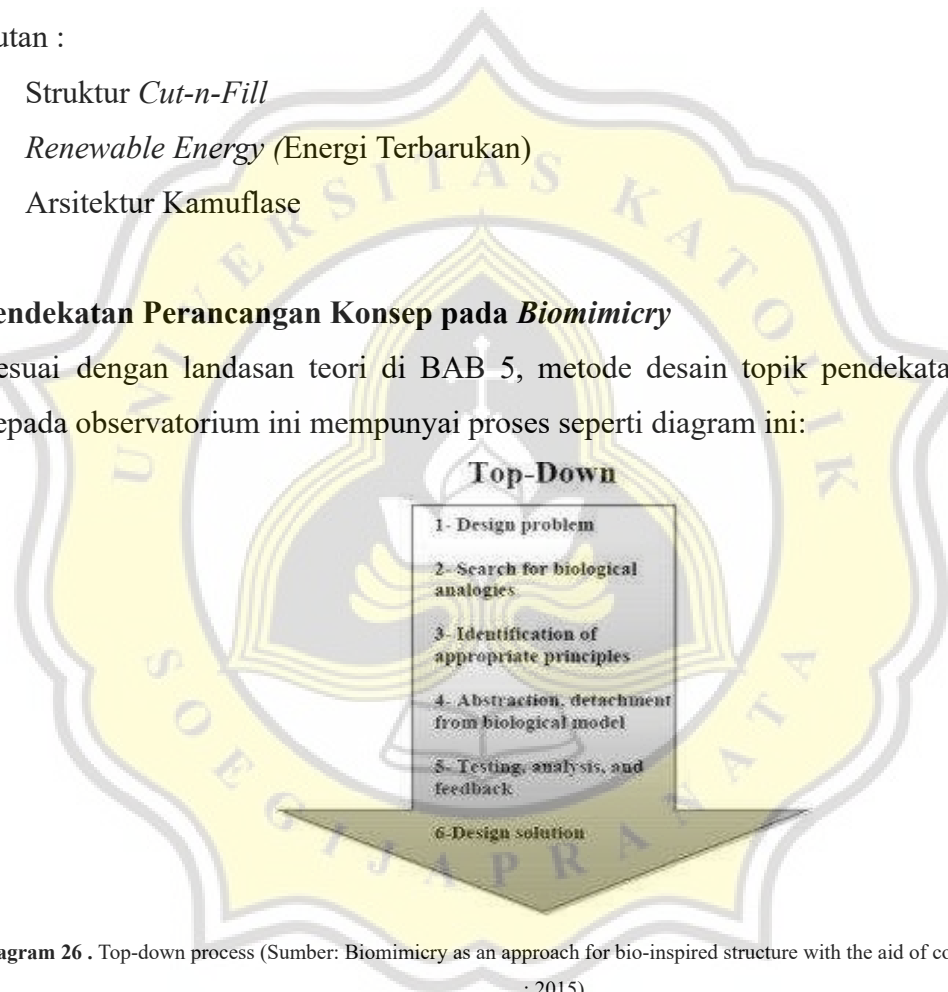 utan :
Struktur Cut-n-Fill
Renewable Energy (Energi Terbarukan)
Arsitektur Kamuflase
endekatan Perancangan Konsep pada Biomimicry
esuai dengan landasan teori di BAB 5, metode desain topik pendekata
epada observatorium ini mempunyai proses seperti diagram ini:
Top-Down
1- Design problem
2- Search for biological
analogies
3- Identification of
appropriate principles
4- Abstraction, detachment
from biological model
5- Testing, analysis, and
feedback
6-Design solution
agram 26 . Top-down process (Sumber: Biomimicry as an approach for bio-inspired structure with the aid of co
: 2015)
UNIVERSITAS KATOLIK
SOEGIJAPRANATA